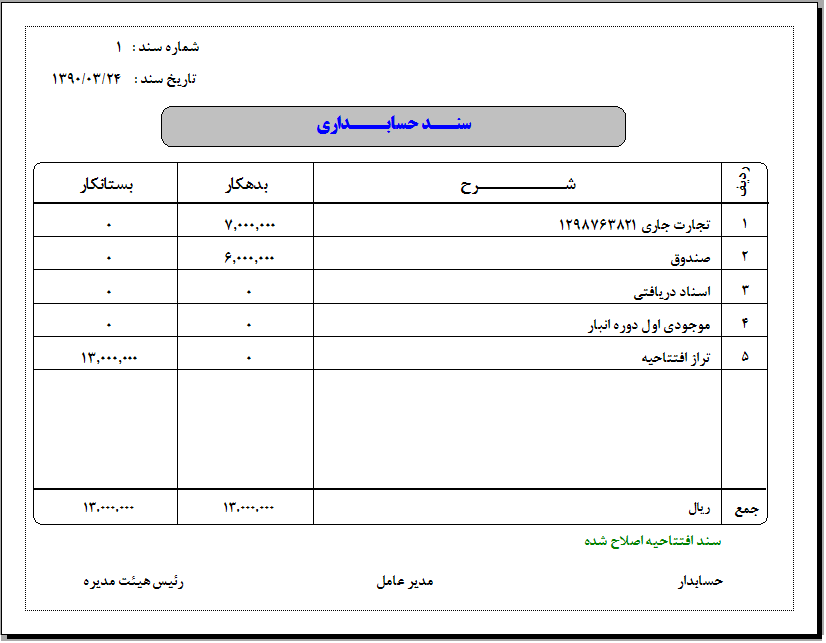 شماره سند : ۱
تاریخ سند : ۱۳۹۰/۰۳/۲۴
سنـــد حسابـــــداری
ردیف شـــــــــــــرح بدهکار بستانکار
۱ تجارت جاری ۱۲۹۸۷۶۳۸۲۱ ۷,۰۰۰,۰۰۰ ۰
۲ صندوق ۶,۰۰۰,۰۰۰ ۰
۳ اسناد دریافتی ۰ ۰
۴ موجودی اول دوره انبار ۰ ۰
۵ تراز افتتاحیه ۰ ۱۳,۰۰۰,۰۰۰
جمع ریال ۱۳.۰۰۰.۰۰۰ ۱۳.۰۰۰.۰۰۰
سند افتتاحیه اصلاح شده
حسابدار مدیر عامل رئیس هیئت مدیره